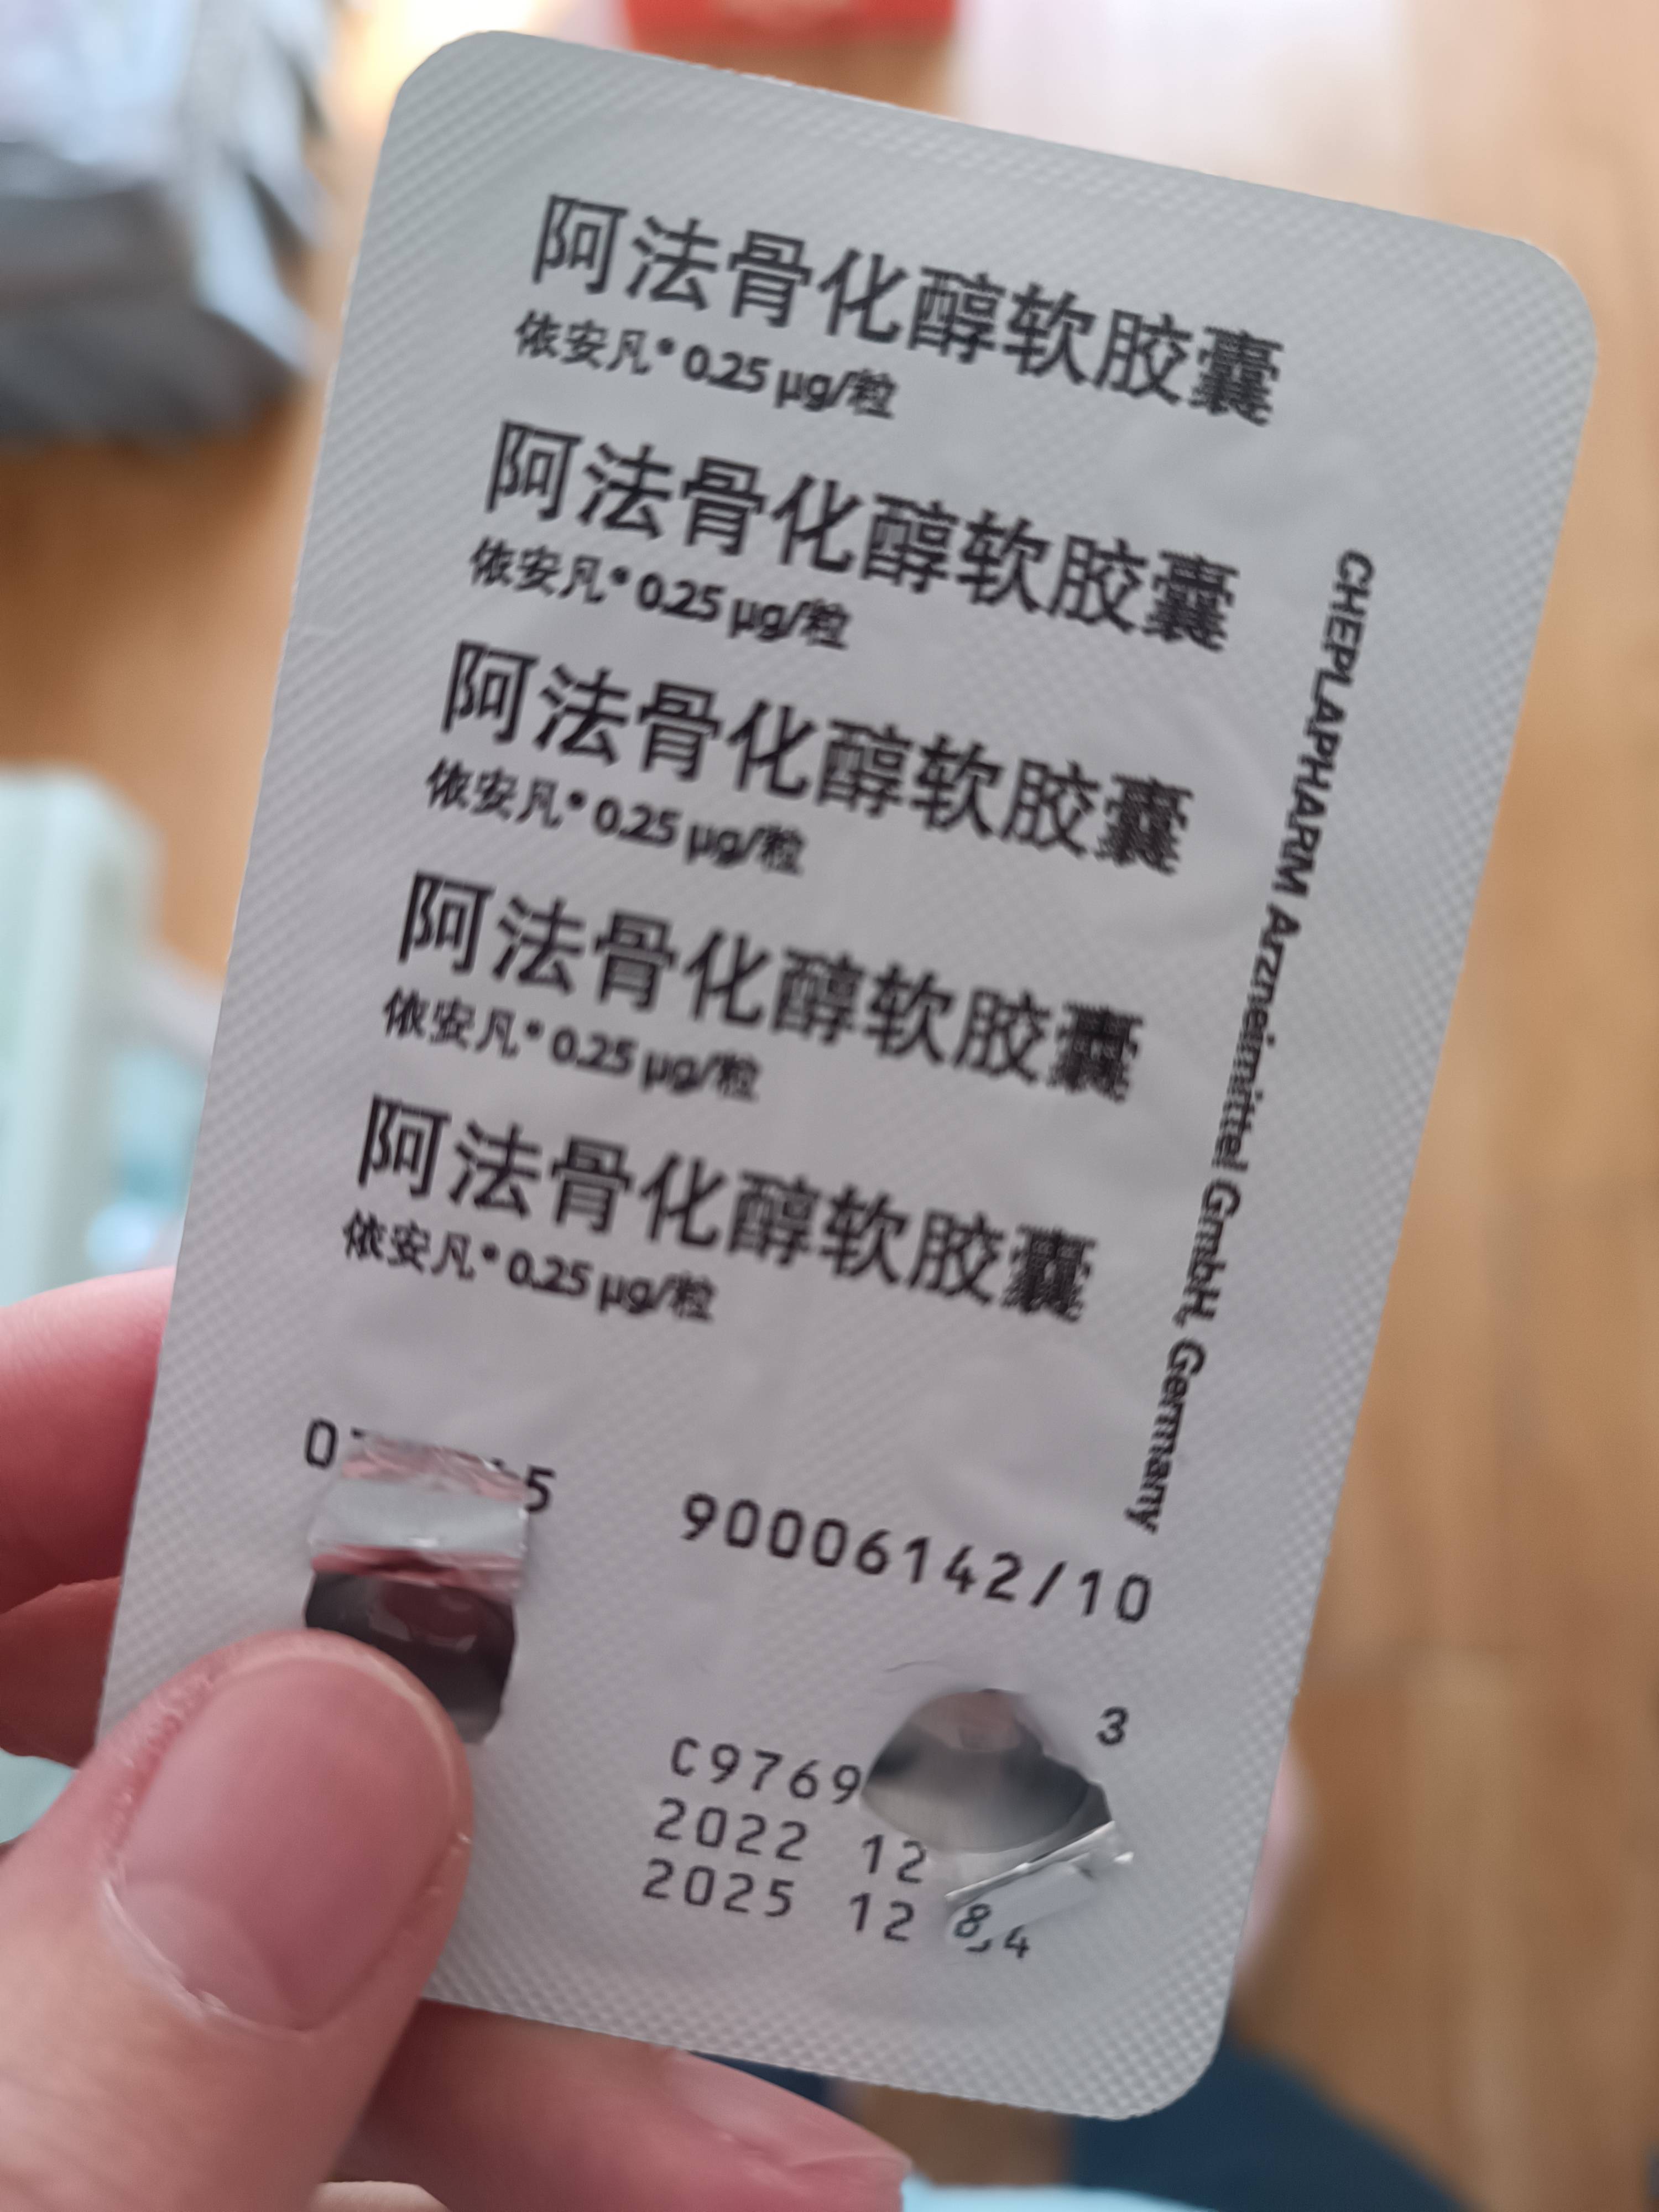 阿法骨化醇软胶囊
依安凡® 0.25 µg/粒
阿法骨化醇软胶囊
依安凡® 0.25 µg/粒
阿法骨化醇软胶囊
依安凡® 0.25 µg/粒
阿法骨化醇软胶囊
依安凡® 0.25 µg/粒
阿法骨化醇软胶囊
依安凡® 0.25 µg/粒
CHEPLAPHARM Arzneimittel GmbH, Germany
90006142/10
3
C9769
2022 12
2025 12